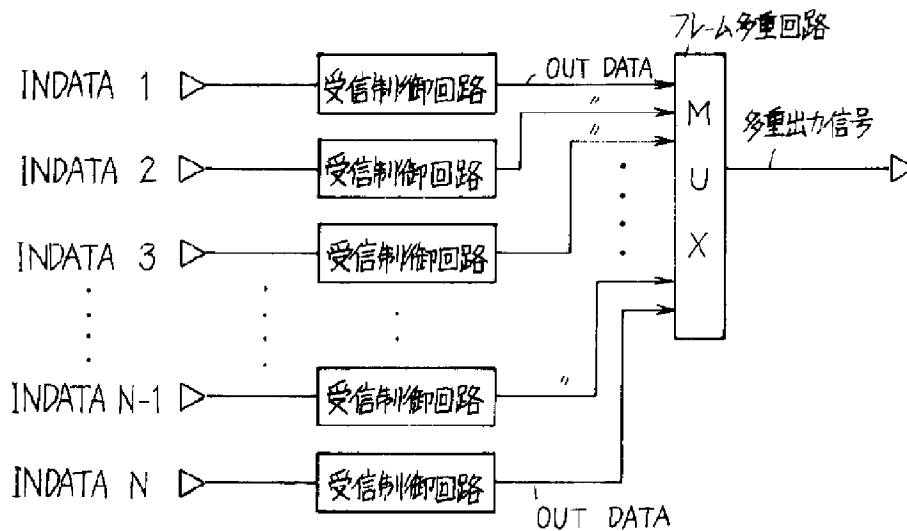 フレーム多重回路
INDATA 1
受信制御回路
OUT DATA
〃
INDATA 2
受信制御回路
〃
INDATA 3
受信制御回路
MUX
多重出力信号
INDATA N-1
受信制御回路
〃
INDATA N
受信制御回路
OUT DATA